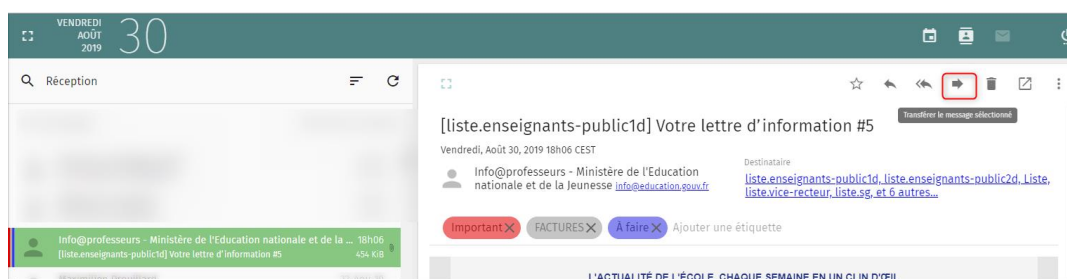 VENDREDI
AOÛT
2019
30
Réception
Transférer le message sélectionné
[liste.enseignants-public1d] Votre lettre d'information #5
Vendredi, Août 30, 2019 18h06 CEST
Info@professeurs - Ministère de l'Education
nationale et de la Jeunesse info@education.gouv.fr
Destinataire
liste.enseignants-public1d, liste.enseignants-public2d, Liste,
liste.vice-recteur, liste.sg, et 6 autres...
Important FACTURES À faire Ajouter une étiquette
Info@professeurs - Ministère de l'Education nationale et de la ... 18h06
[liste.enseignants-public1d] Votre lettre d'information #5 454 KiB
L'ACTUALITÉ DE L'ÉCOLE, CHAQUE SEMAINE EN UN CLIN D'ŒIL